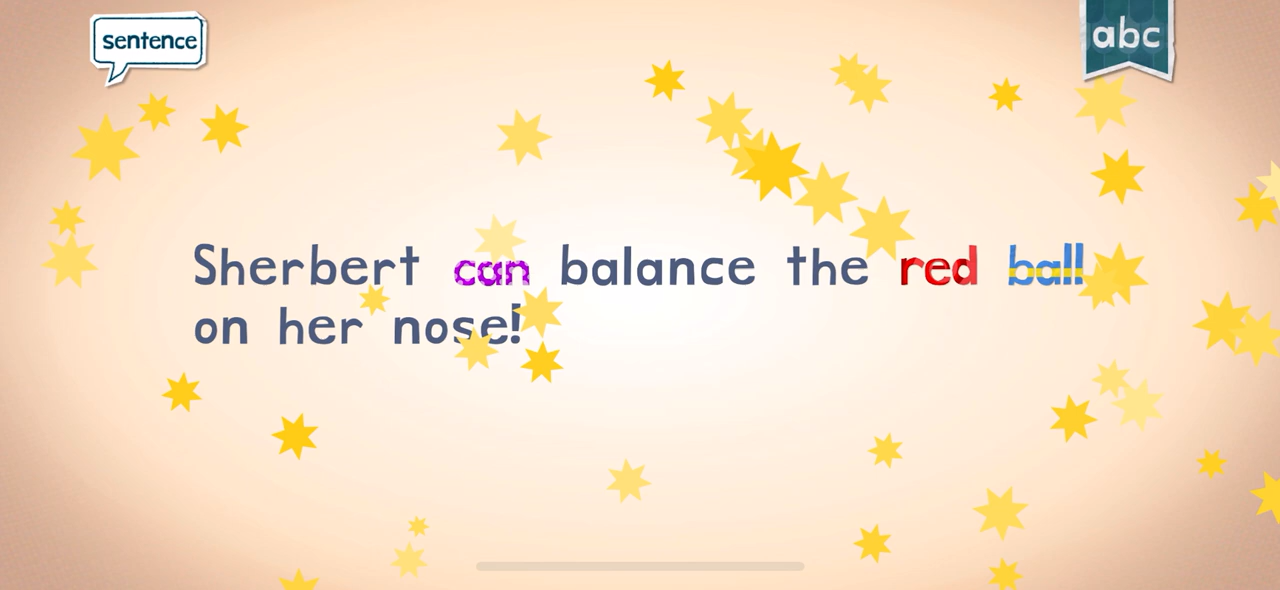 sentence
abc
Sherbert can balance the red ball
on her nose!